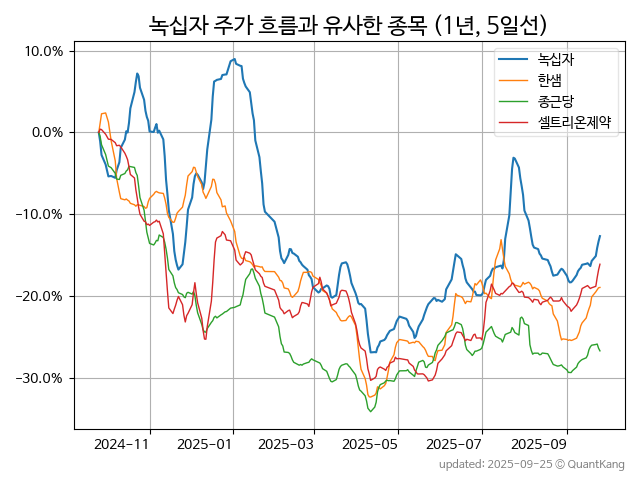 녹십자 주가 흐름과 유사한 종목 (1년, 5일선)
녹십자
한샘
종근당
셀트리온제약
10.0%
0.0%
−10.0%
−20.0%
−30.0%
2024-11
2025-01
2025-03
2025-05
2025-07
2025-09
updated: 2025-09-25 © QuantKang